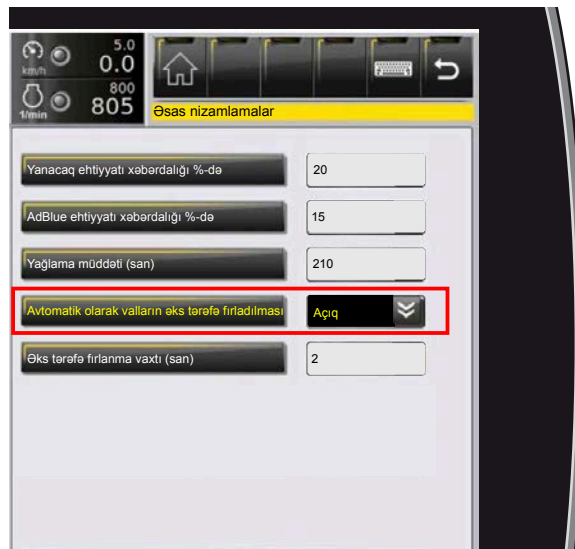 5.0
km/h 0.0
800
1/min 805
Əsas nizamlamalar
Yanacaq ehtiyyatı xəbərdalığı %-də 20
AdBlue ehtiyyatı xəbərdalığı %-də 15
Yağlama müddəti (san) 210
Avtomatik olarak valların əks tərəfə fırladılması Açıq
Əks tərəfə fırlanma vaxtı (san) 2